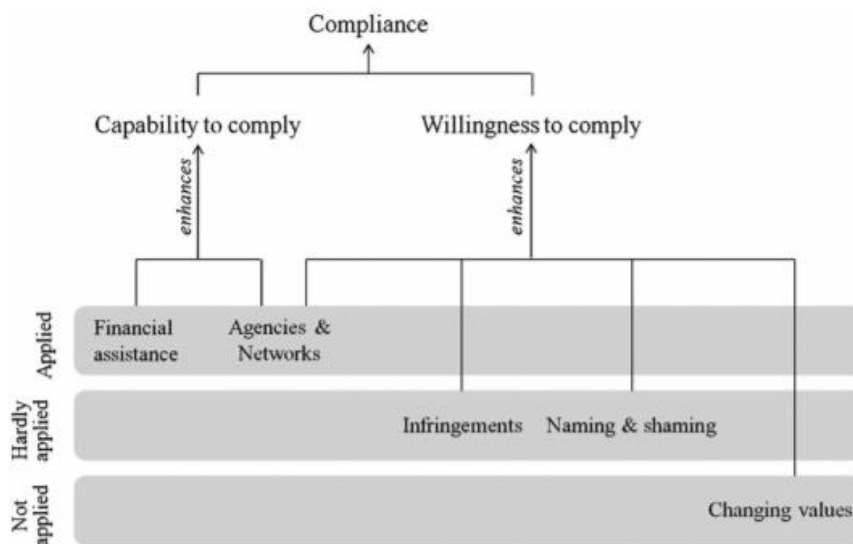 Compliance
Capability to comply
Willingness to comply
enhances
enhances
Applied
Financial
assistance
Agencies &
Networks
Hardly
applied
Infringements
Naming & shaming
Not
applied
Changing values